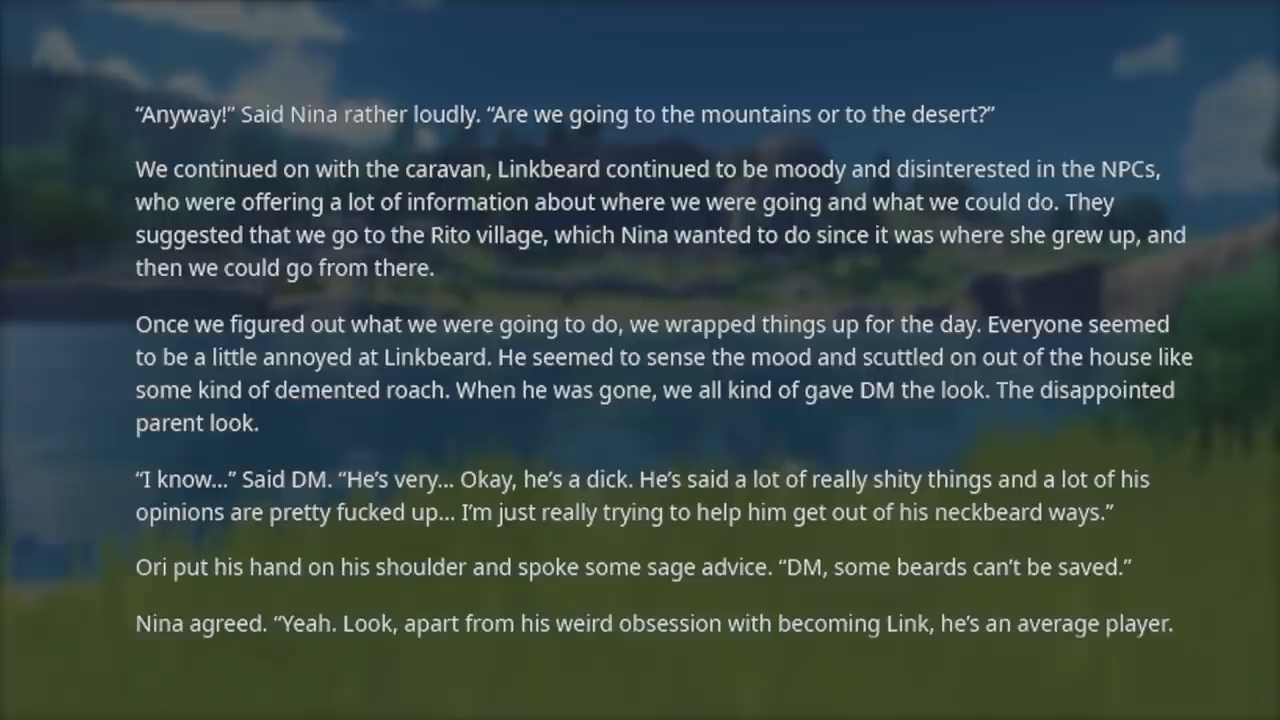 “Anyway!” Said Nina rather loudly. “Are we going to the mountains or to the desert?”
We continued on with the caravan, Linkbeard continued to be moody and disinterested in the NPCs,
who were offering a lot of information about where we were going and what we could do. They
suggested that we go to the Rito village, which Nina wanted to do since it was where she grew up, and
then we could go from there.
Once we figured out what we were going to do, we wrapped things up for the day. Everyone seemed
to be a little annoyed at Linkbeard. He seemed to sense the mood and scuttled on out of the house like
some kind of demented roach. When he was gone, we all kind of gave DM the look. The disappointed
parent look.
“I know...” Said DM. “He’s very... Okay, he’s a dick. He’s said a lot of really shity things and a lot of his
opinions are pretty fucked up... I’m just really trying to help him get out of his neckbeard ways.”
Ori put his hand on his shoulder and spoke some sage advice. “DM, some beards can’t be saved.”
Nina agreed. “Yeah. Look, apart from his weird obsession with becoming Link, he’s an average player.